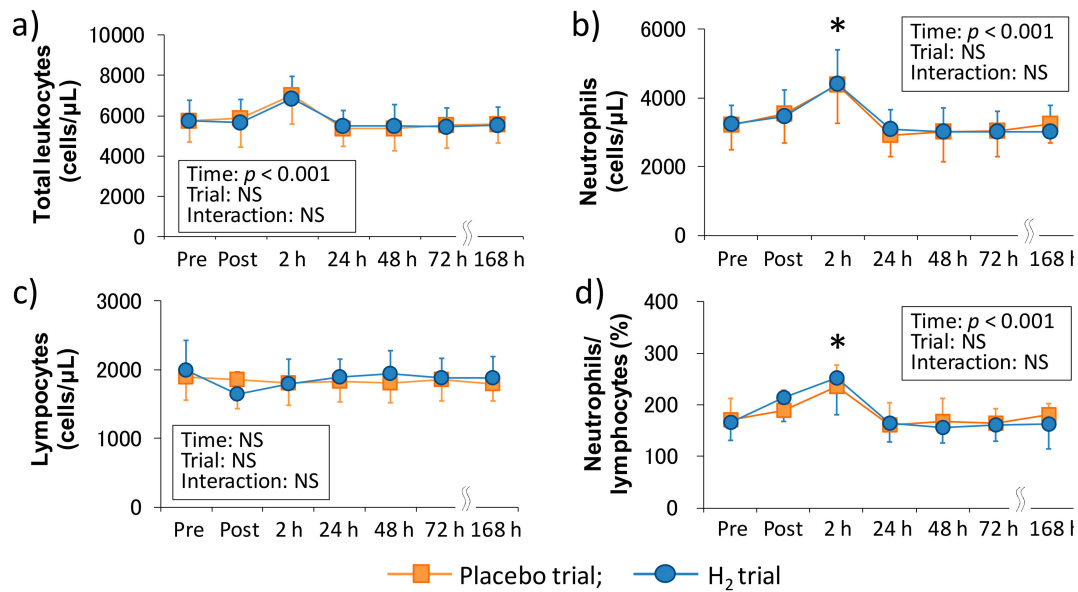 a)
10000
8000
6000
4000
2000
0
Total leukocytes
(cells/μL)
Time: p < 0.001
Trial: NS
Interaction: NS
Pre Post 2 h 24 h 48 h 72 h 168 h
b)
6000
4000
2000
0
Neutrophils
(cells/μL)
*
Time: p < 0.001
Trial: NS
Interaction: NS
Pre Post 2 h 24 h 48 h 72 h 168 h
c)
3000
2000
1000
0
Lympocytes
(cells/μL)
Time: NS
Trial: NS
Interaction: NS
Pre Post 2 h 24 h 48 h 72 h 168 h
d)
400
300
200
100
0
Neutrophils/
lymphocytes (%)
*
Time: p < 0.001
Trial: NS
Interaction: NS
Pre Post 2 h 24 h 48 h 72 h 168 h
Placebo trial; H₂ trial